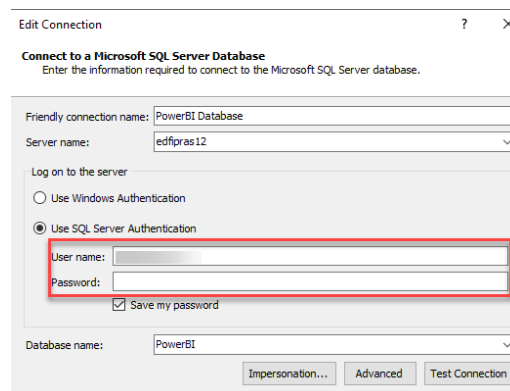 Edit Connection ? ×
Connect to a Microsoft SQL Server Database
Enter the information required to connect to the Microsoft SQL Server database.
Friendly connection name: PowerBI Database
Server name: edfipras12
Log on to the server
Use Windows Authentication
Use SQL Server Authentication
User name:
Password:
Save my password
Database name: PowerBI
Impersonation... Advanced Test Connection